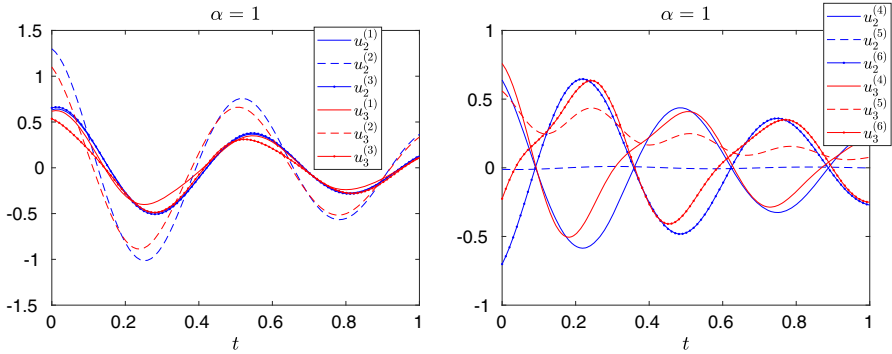 α = 1
1.5
1
0.5
0
-0.5
-1
-1.5
0 0.2 0.4 0.6 0.8 1
t
u_2^{(1)}
u_2^{(2)}
u_2^{(3)}
u_3^{(1)}
u_3^{(2)}
u_3^{(3)}
α = 1
1
0.5
0
-0.5
-1
0 0.2 0.4 0.6 0.8 1
t
u_2^{(4)}
u_2^{(5)}
u_2^{(6)}
u_3^{(4)}
u_3^{(5)}
u_3^{(6)}